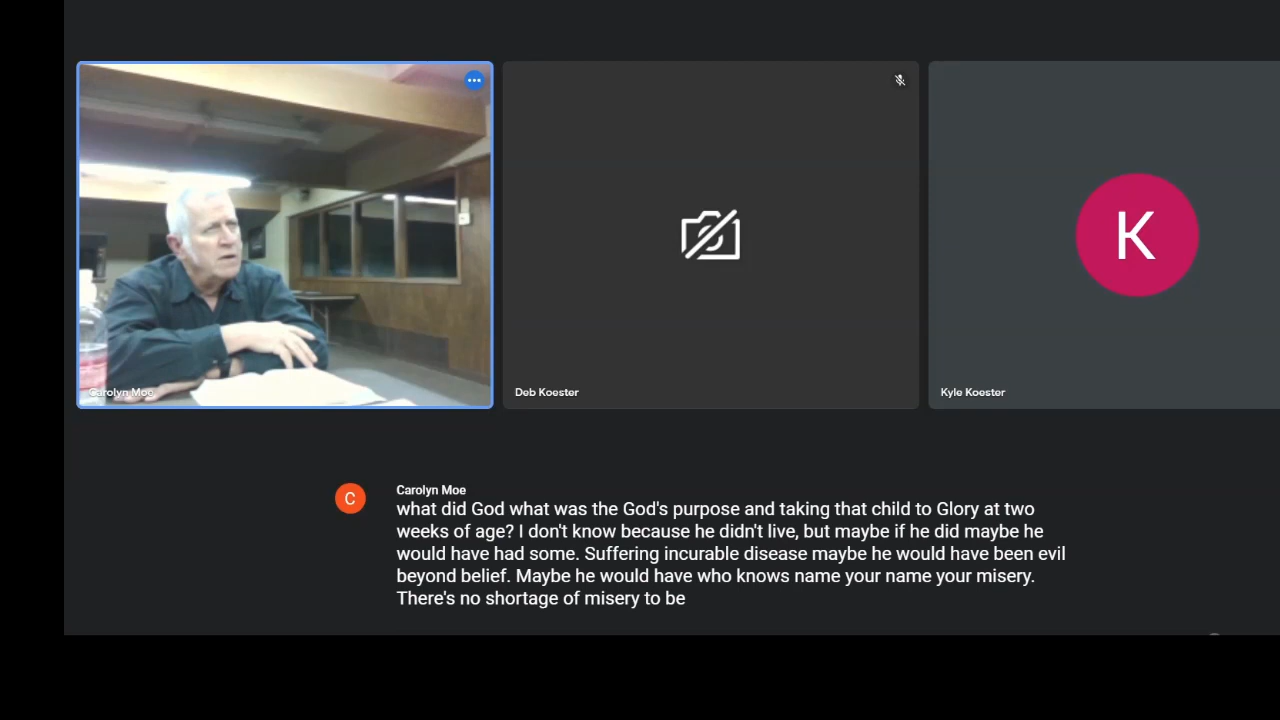 Carolyn Moe
Deb Koester
K
Kyle Koester
C
Carolyn Moe
what did God what was the God's purpose and taking that child to Glory at two
weeks of age? I don't know because he didn't live, but maybe if he did maybe he
would have had some. Suffering incurable disease maybe he would have been evil
beyond belief. Maybe he would have who knows name your name your misery.
There's no shortage of misery to be